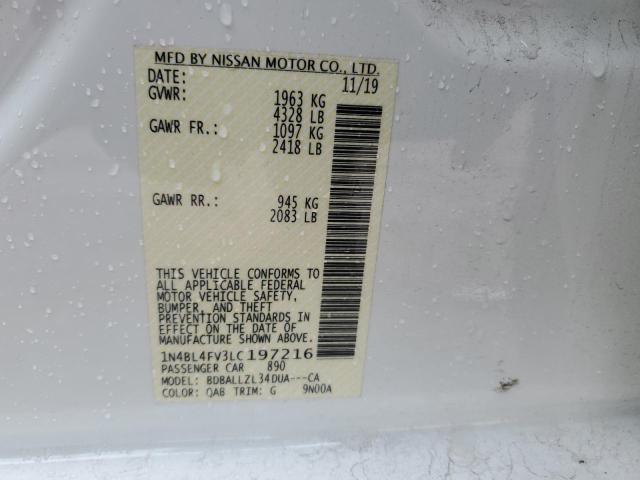 MFD BY NISSAN MOTOR CO., LTD.
DATE: 11/19
GVWR: 1963 KG
4328 LB
GAWR FR.: 1097 KG
2418 LB
GAWR RR.: 945 KG
2083 LB
THIS VEHICLE CONFORMS TO
ALL APPLICABLE FEDERAL
MOTOR VEHICLE SAFETY,
BUMPER, AND THEFT
PREVENTION STANDARDS IN
EFFECT ON THE DATE OF
MANUFACTURE SHOWN ABOVE.
1N4BL4FV3LC197216
PASSENGER CAR 890
MODEL: BDBALLZL34DUA---CA
COLOR: QAB TRIM: G 9N00A